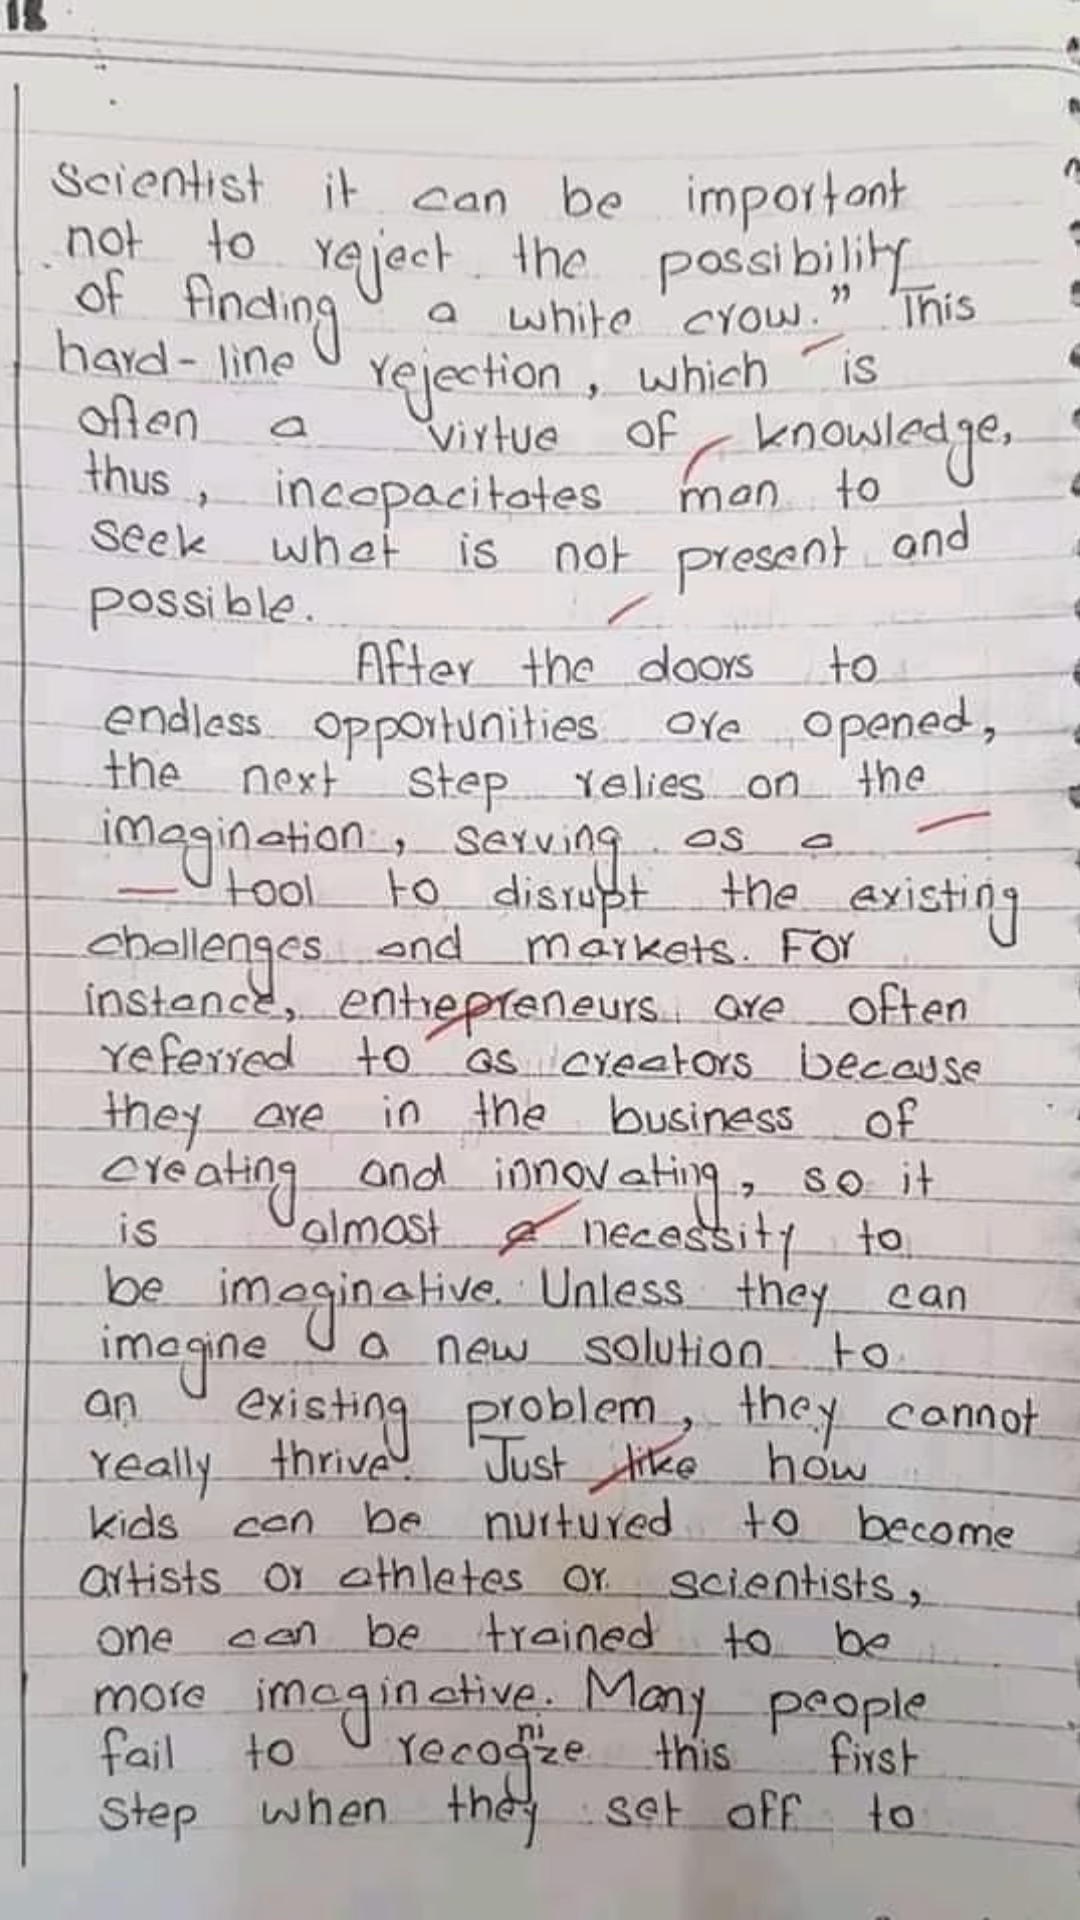 18
scientist it can be important
not to reject the possibility
of finding a white crow." This
hard-line rejection, which is
often a virtue of knowledge,
thus, incapacitates man to
seek what is not present and
possible.
After the doors to
endless opportunities are opened,
the next step relies on the
imagination, serving as a
tool to disrupt the existing
challenges and markets. For
instance, entrepreneurs are often
referred to as creators because
they are in the business of
creating and innovating, so it
is almost a necessity to
be imaginative. Unless they can
imagine a new solution to
an existing problem, they cannot
really thrive. Just like how
kids can be nurtured to become
artists or athletes or scientists,
one can be trained to be
more imaginative. Many people
fail to recognize this first
step when they set off to